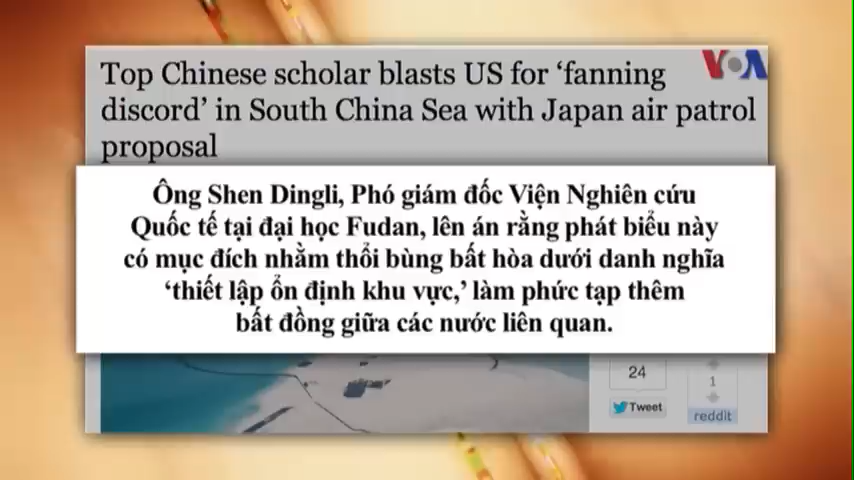 VOA
Top Chinese scholar blasts US for ‘fanning
discord’ in South China Sea with Japan air patrol
proposal
Ông Shen Dingli, Phó giám đốc Viện Nghiên cứu
Quốc tế tại đại học Fudan, lên án rằng phát biểu này
có mục đích nhằm thổi bùng bất hòa dưới danh nghĩa
‘thiết lập ổn định khu vực,’ làm phức tạp thêm
bất đồng giữa các nước liên quan.
24
1
Tweet
reddit